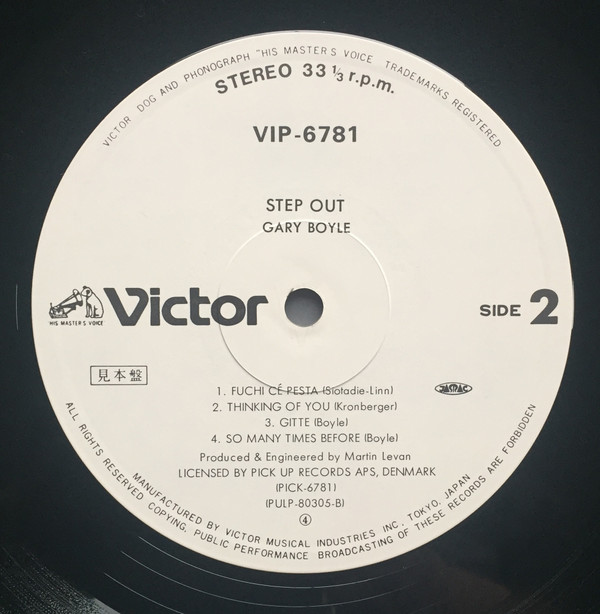 VICTOR DOG AND PHONOGRAPH "HIS MASTER'S VOICE TRADEMARKS REGISTERED
STEREO 33 1/3 r.p.m.
VIP-6781
STEP OUT
GARY BOYLE
HIS MASTER'S VOICE
Victor
SIDE 2
見本盤
JASRAC
1. FUCHI CÉ PESTA (Siotadie-Linn)
2. THINKING OF YOU (Kronberger)
3. GITTE (Boyle)
4. SO MANY TIMES BEFORE (Boyle)
Produced & Engineered by Martin Levan
LICENSED BY PICK UP RECORDS APS, DENMARK
(PICK-6781)
(PULP-80305-B)
④
MANUFACTURED BY VICTOR MUSICAL INDUSTRIES INC. TOKYO, JAPAN
ALL RIGHTS RESERVED COPYING, PUBLIC PERFORMANCE BROADCASTING OF THESE RECORDS ARE FORBIDDEN